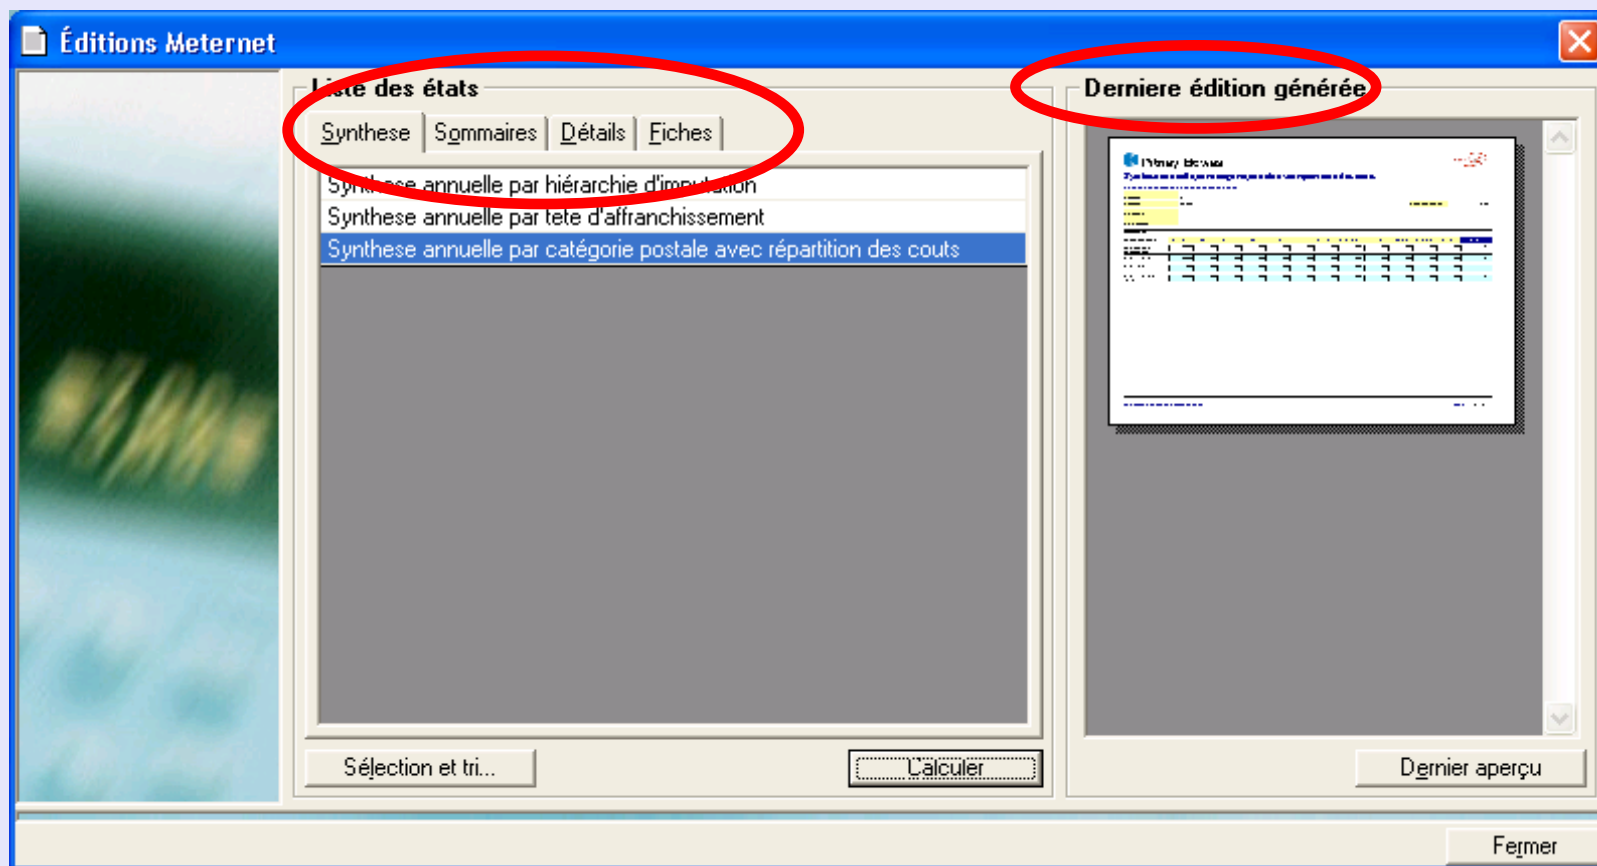 Éditions Meternet
Liste des états
Synthese Sommaires Détails Fiches
Synthese annuelle par hiérarchie d'imputation
Synthese annuelle par tete d'affranchissement
Synthese annuelle par catégorie postale avec répartition des couts
Sélection et tri...
Calculer
Derniere édition générée
Pitney Bowes
Dernier aperçu
Fermer